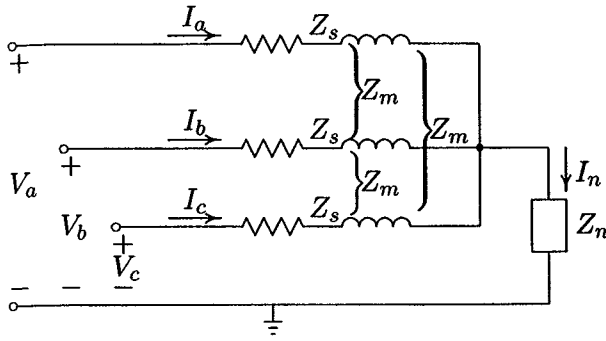 I_a Z_s
+
Z_m
I_b Z_s Z_m
+
V_a Z_m I_n
I_c Z_s
V_b + Z_n
V_c
− − −